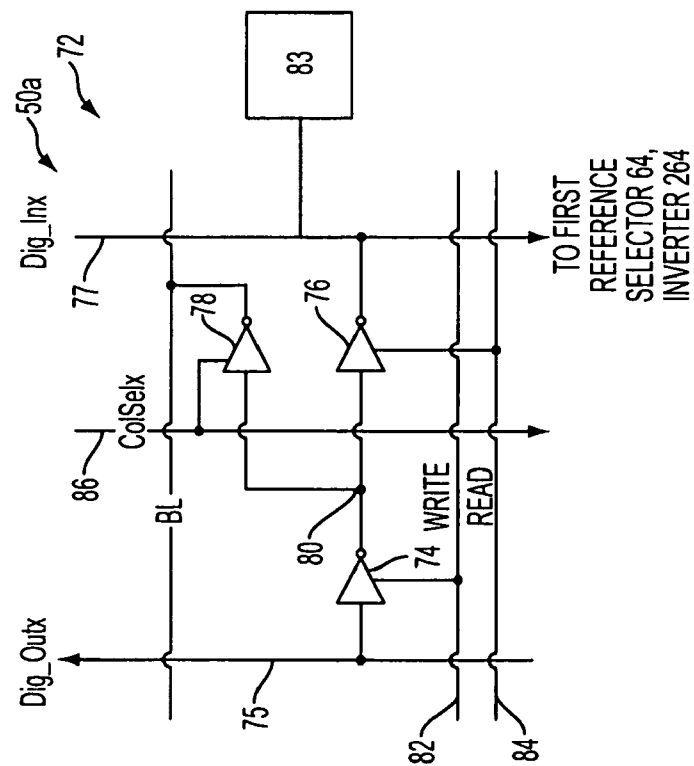 Dig_Outx
Dig_Inx
50a
72
77
86
ColSelx
BL
78
83
76
80
74
75
WRITE
82
READ
84
TO FIRST
REFERENCE
SELECTOR 64,
INVERTER 264